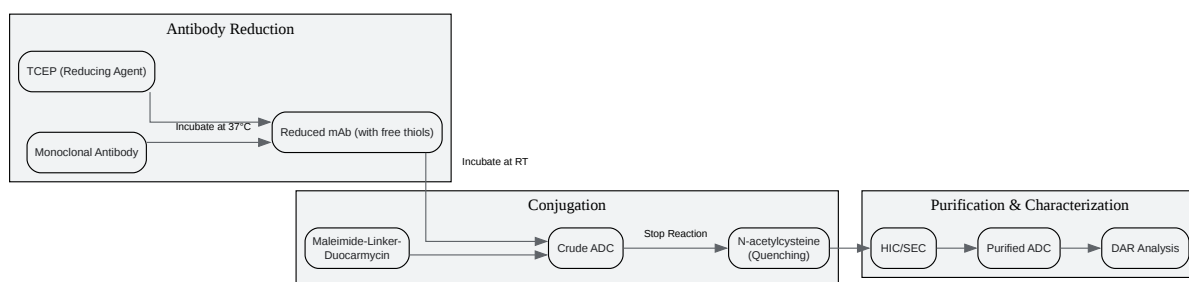 Antibody Reduction
TCEP (Reducing Agent)
Incubate at 37°C
Monoclonal Antibody
Reduced mAb (with free thiols)
Incubate at RT
Conjugation
Maleimide-Linker-
Duocarmycin
Crude ADC
Stop Reaction
N-acetylcysteine
(Quenching)
Purification & Characterization
HIC/SEC
Purified ADC
DAR Analysis